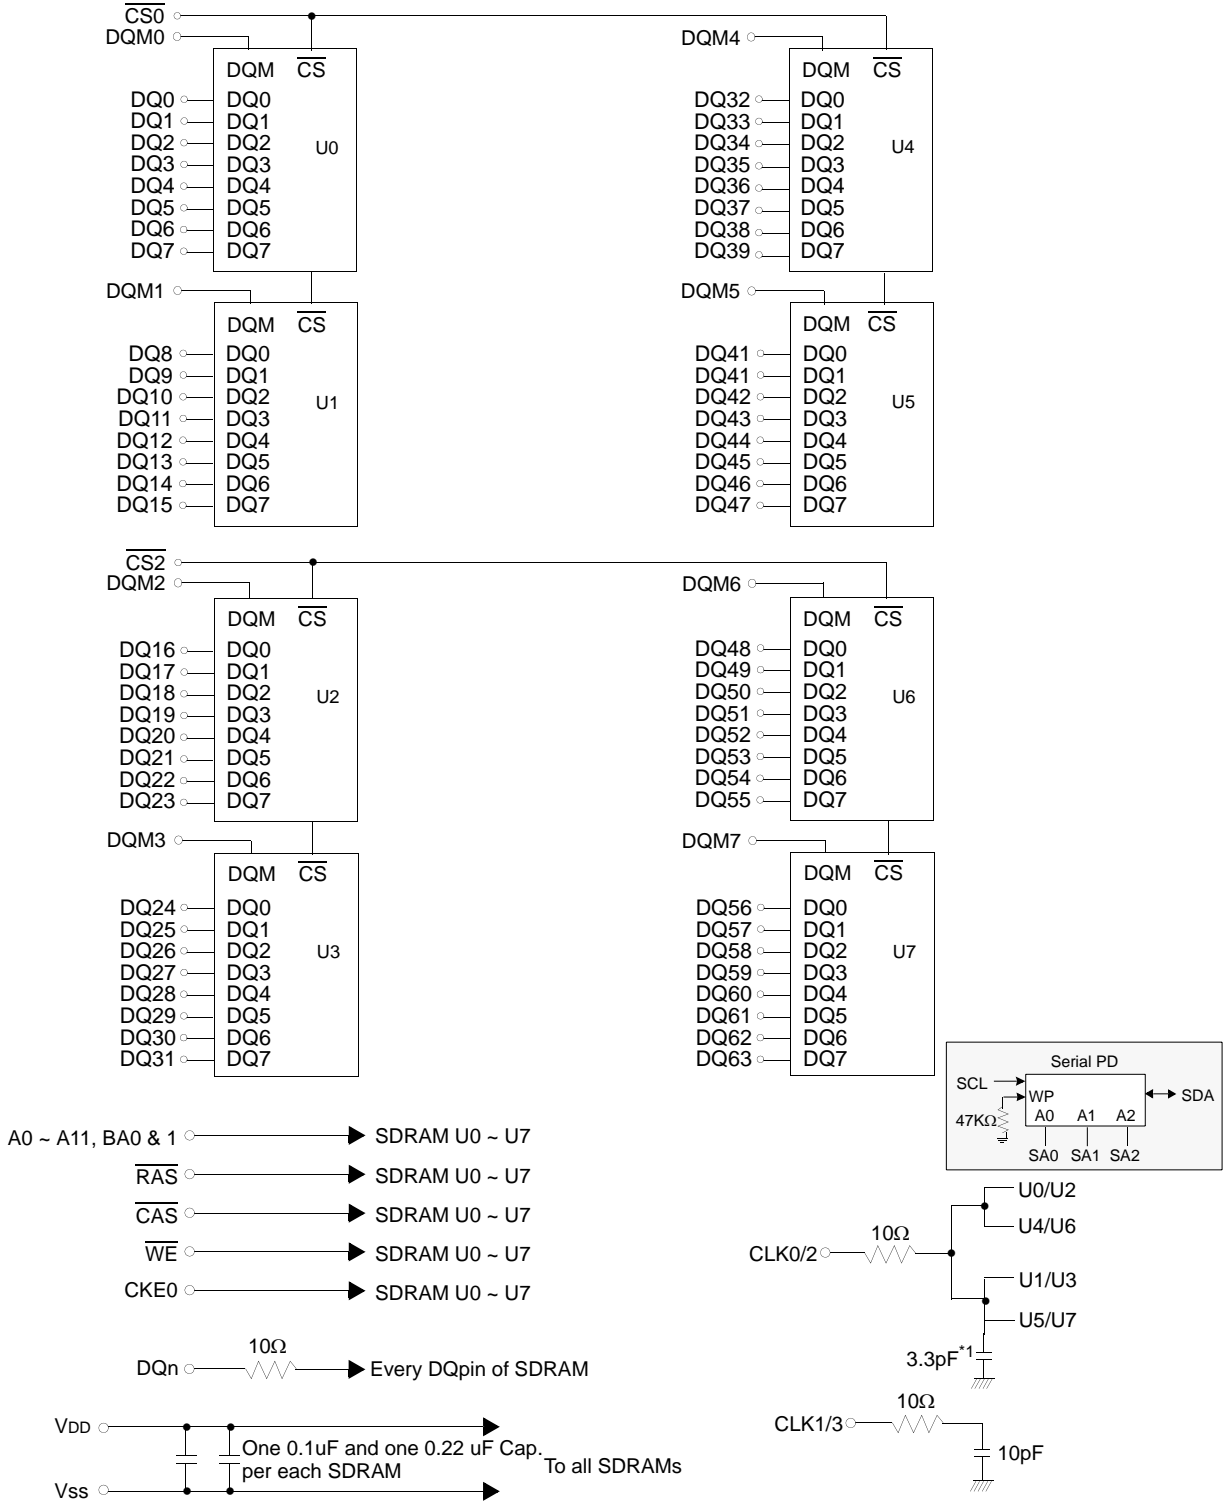 CS0
DQM0
DQM CS
DQ0 DQ0
DQ1 DQ1
DQ2 DQ2
DQ3 DQ3
DQ4 DQ4
DQ5 DQ5
DQ6 DQ6
DQ7 DQ7
U0
DQM1
DQM CS
DQ8 DQ0
DQ9 DQ1
DQ10 DQ2
DQ11 DQ3
DQ12 DQ4
DQ13 DQ5
DQ14 DQ6
DQ15 DQ7
U1
DQM4
DQM CS
DQ32 DQ0
DQ33 DQ1
DQ34 DQ2
DQ35 DQ3
DQ36 DQ4
DQ37 DQ5
DQ38 DQ6
DQ39 DQ7
U4
DQM5
DQM CS
DQ41 DQ0
DQ41 DQ1
DQ42 DQ2
DQ43 DQ3
DQ44 DQ4
DQ45 DQ5
DQ46 DQ6
DQ47 DQ7
U5
CS2
DQM2
DQM CS
DQ16 DQ0
DQ17 DQ1
DQ18 DQ2
DQ19 DQ3
DQ20 DQ4
DQ21 DQ5
DQ22 DQ6
DQ23 DQ7
U2
DQM3
DQM CS
DQ24 DQ0
DQ25 DQ1
DQ26 DQ2
DQ27 DQ3
DQ28 DQ4
DQ29 DQ5
DQ30 DQ6
DQ31 DQ7
U3
DQM6
DQM CS
DQ48 DQ0
DQ49 DQ1
DQ50 DQ2
DQ51 DQ3
DQ52 DQ4
DQ53 DQ5
DQ54 DQ6
DQ55 DQ7
U6
DQM7
DQM CS
DQ56 DQ0
DQ57 DQ1
DQ58 DQ2
DQ59 DQ3
DQ60 DQ4
DQ61 DQ5
DQ62 DQ6
DQ63 DQ7
U7
Serial PD
SCL
WP
SDA
47KΩ
A0 A1 A2
SA0 SA1 SA2
A0 ~ A11, BA0 & 1 SDRAM U0 ~ U7
RAS SDRAM U0 ~ U7
CAS SDRAM U0 ~ U7
WE SDRAM U0 ~ U7
CKE0 SDRAM U0 ~ U7
10Ω
DQn Every DQpin of SDRAM
VDD
One 0.1uF and one 0.22 uF Cap.
per each SDRAM
To all SDRAMs
Vss
U0/U2
U4/U6
10Ω
CLK0/2
U1/U3
U5/U7
3.3pF*1
10Ω
CLK1/3
10pF